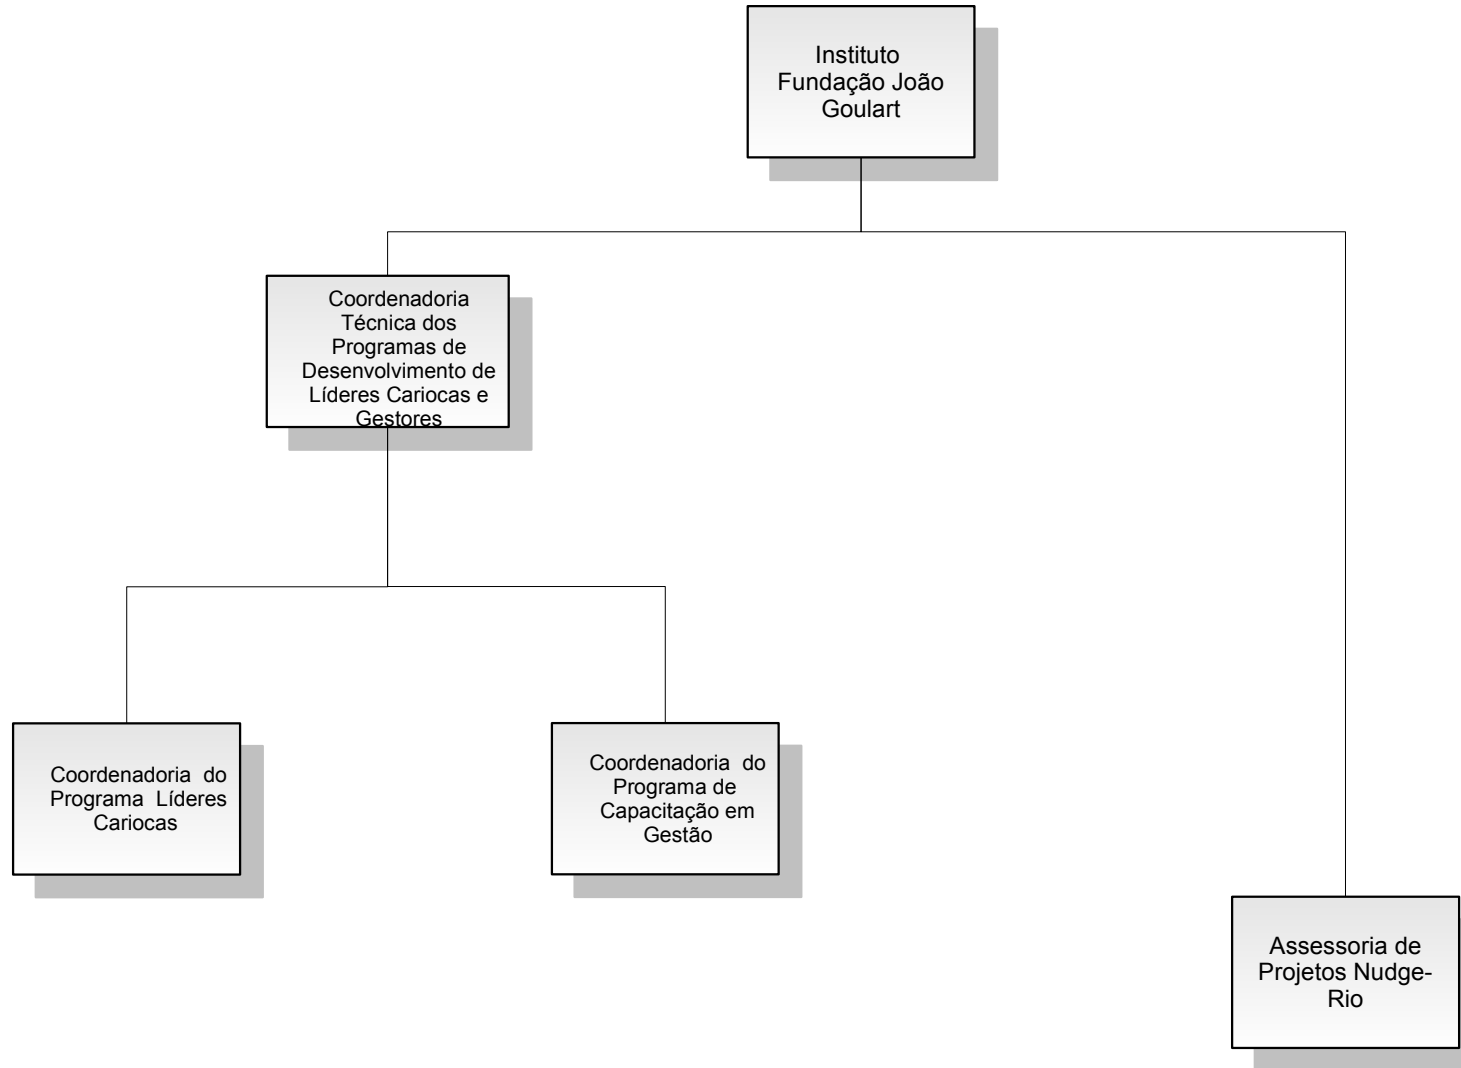 Instituto
Fundação João
Goulart
Coordenadoria
Técnica dos
Programas de
Desenvolvimento de
Líderes Cariocas e
Gestores
Coordenadoria do
Programa Líderes
Cariocas
Coordenadoria do
Programa de
Capacitação em
Gestão
Assessoria de
Projetos Nudge-
Rio